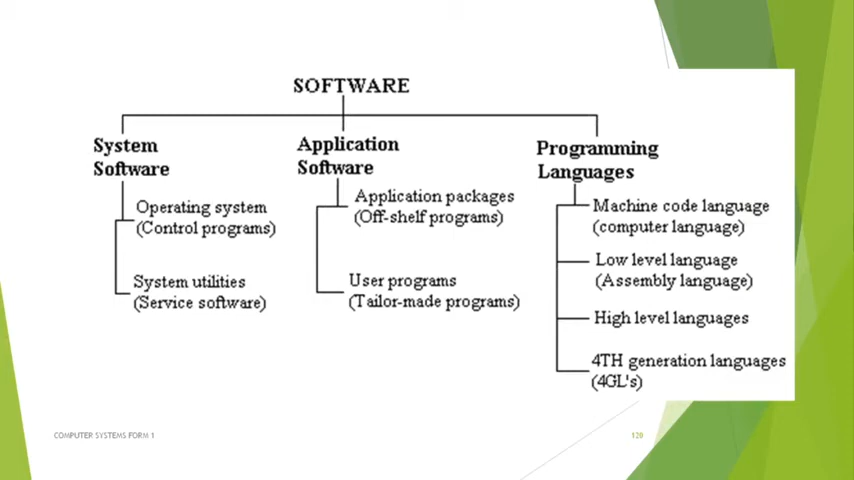 SOFTWARE
System
Software
Operating system
(Control programs)
System utilities
(Service software)
Application
Software
Application packages
(Off-shelf programs)
User programs
(Tailor-made programs)
Programming
Languages
Machine code language
(computer language)
Low level language
(Assembly language)
High level languages
4TH generation languages
(4GL's)
COMPUTER SYSTEMS FORM 1
120